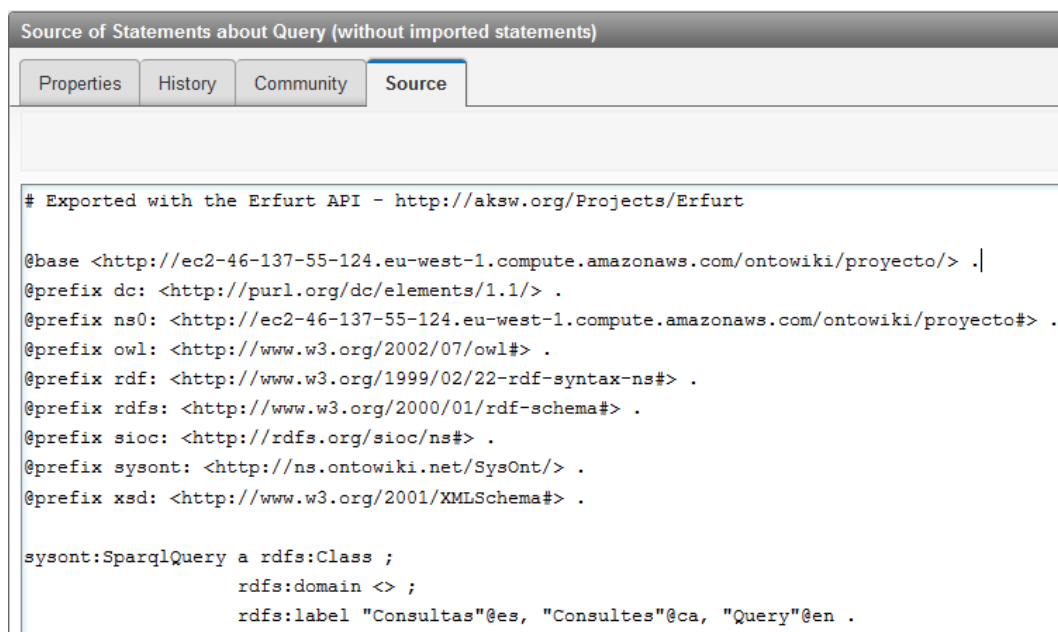 Source of Statements about Query (without imported statements)
Properties History Community Source
# Exported with the Erfurt API - http://aksw.org/Projects/Erfurt
@base <http://ec2-46-137-55-124.eu-west-1.compute.amazonaws.com/ontowiki/proyecto/> .
@prefix dc: <http://purl.org/dc/elements/1.1/> .
@prefix ns0: <http://ec2-46-137-55-124.eu-west-1.compute.amazonaws.com/ontowiki/proyecto#> .
@prefix owl: <http://www.w3.org/2002/07/owl#> .
@prefix rdf: <http://www.w3.org/1999/02/22-rdf-syntax-ns#> .
@prefix rdfs: <http://www.w3.org/2000/01/rdf-schema#> .
@prefix sioc: <http://rdfs.org/sioc/ns#> .
@prefix sysont: <http://ns.ontowiki.net/SysOnt/> .
@prefix xsd: <http://www.w3.org/2001/XMLSchema#> .
sysont:SparqlQuery a rdfs:Class ;
rdfs:domain <> ;
rdfs:label "Consultas"@es, "Consultes"@ca, "Query"@en .